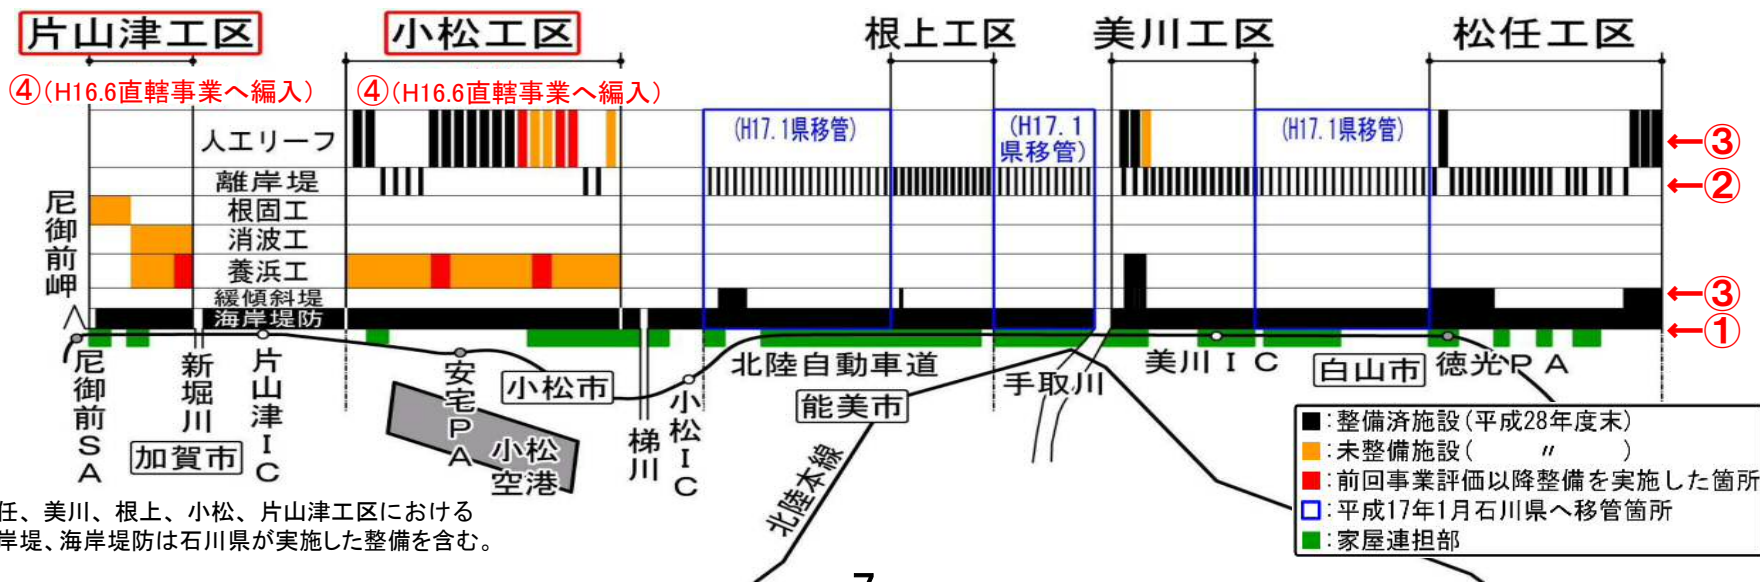 片山津工区
小松工区
根上工区
美川工区
松任工区
④(H16.6直轄事業へ編入)
④(H16.6直轄事業へ編入)
人工リーフ
(H17.1県移管)
(H17.1
県移管)
(H17.1県移管)
←③
離岸堤
←②
根固工
消波工
養浜工
緩傾斜堤
←③
海岸堤防
←①
尼御前岬
尼御前SA
新堀川
片山津IC
加賀市
安宅PA
小松市
小松
空港
梯川
小松IC
北陸自動車道
能美市
北陸本線
手取川
美川IC
白山市
徳光PA
■:整備済施設(平成28年度末)
■:未整備施設(　　〃　　)
■:前回事業評価以降整備を実施した箇所
□:平成17年1月石川県へ移管箇所
■:家屋連担部
任、美川、根上、小松、片山津工区における
岸堤、海岸堤防は石川県が実施した整備を含む。